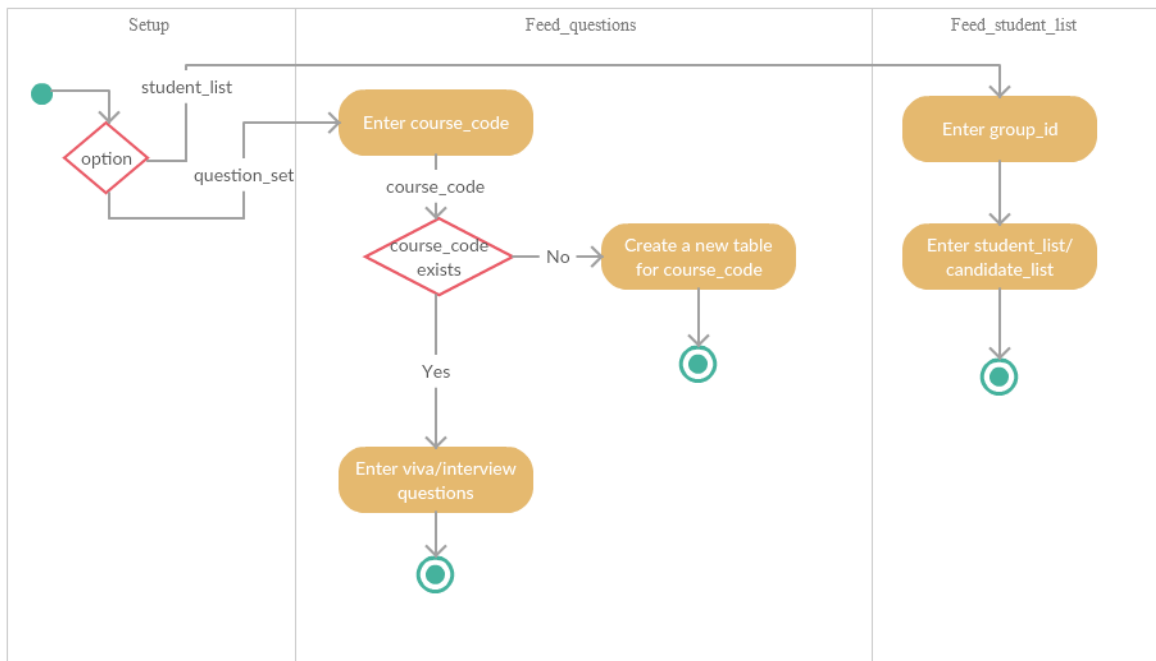 Setup
Feed_questions
Feed_student_list
student_list
option
question_set
Enter course_code
course_code
course_code
exists
No
Create a new table
for course_code
Yes
Enter viva/interview
questions
Enter group_id
Enter student_list/
candidate_list